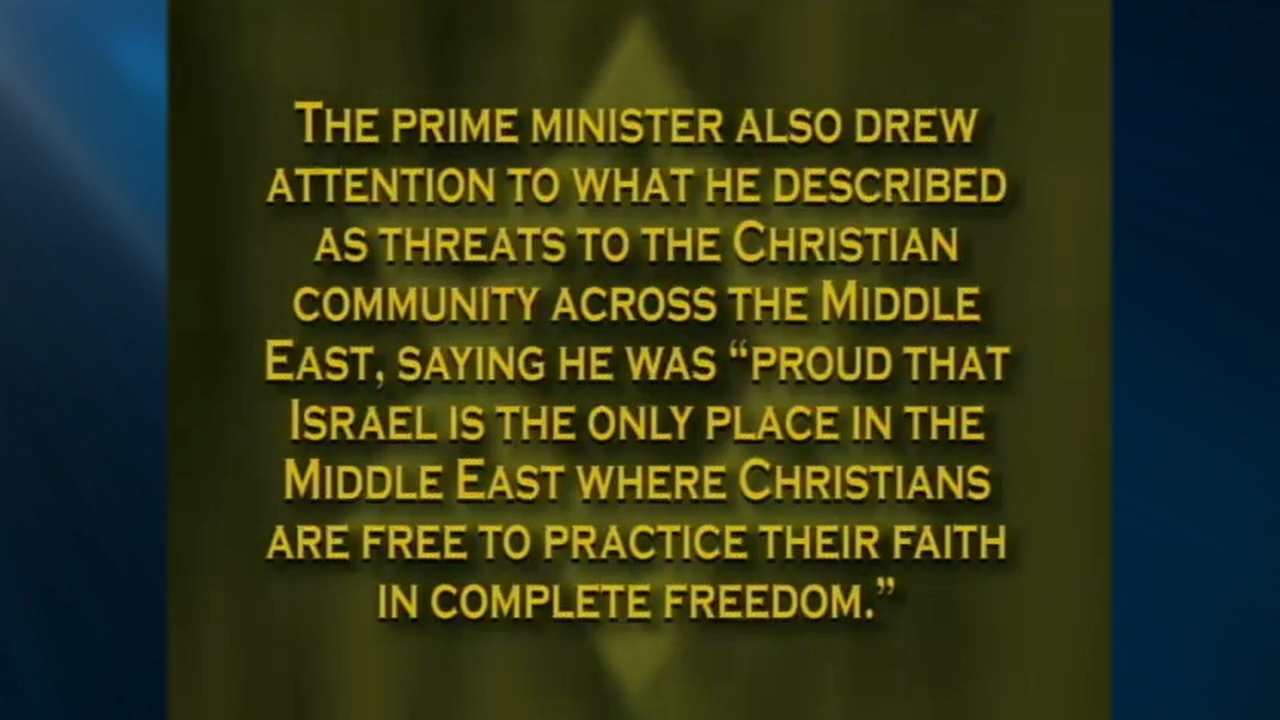 The prime minister also drew
attention to what he described
as threats to the Christian
community across the Middle
East, saying he was “proud that
Israel is the only place in the
Middle East where Christians
are free to practice their faith
in complete freedom.”